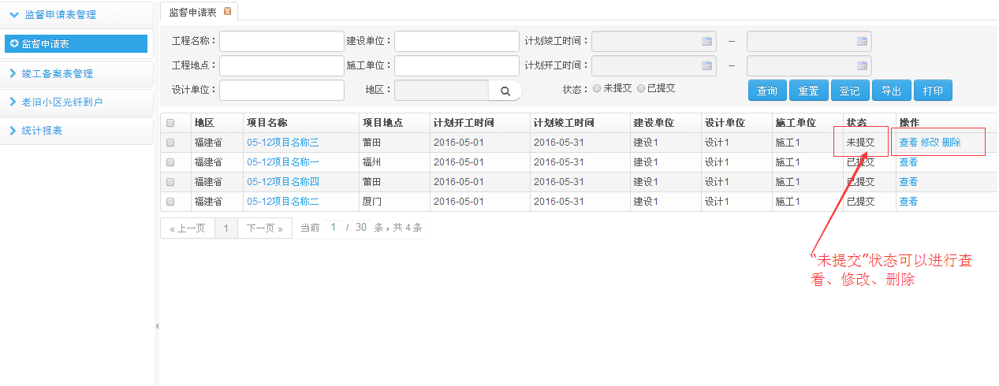 监督申请表管理
监督申请表
竣工备案表管理
老旧小区光纤到户
统计报表
监督申请表
工程名称： 建设单位： 计划竣工时间： --
工程地点： 施工单位： 计划开工时间： --
设计单位： 地区： 状态： 未提交 已提交 查询 重置 登记 导出 打印
地区 项目名称 项目地点 计划开工时间 计划竣工时间 建设单位 设计单位 施工单位 状态 操作
福建省 05-12项目名称三 莆田 2016-05-01 2016-05-31 建设1 设计1 施工1 未提交 查看 修改 删除
福建省 05-12项目名称一 福州 2016-05-01 2016-05-31 建设1 设计1 施工1 已提交 查看
福建省 05-12项目名称四 莆田 2016-05-01 2016-05-31 建设1 设计1 施工1 已提交 查看
福建省 05-12项目名称二 厦门 2016-05-01 2016-05-31 建设1 设计1 施工1 已提交 查看
« 上一页 1 下一页 » 当前 1 / 30 条，共 4 条
“未提交”状态可以进行查
看、修改、删除